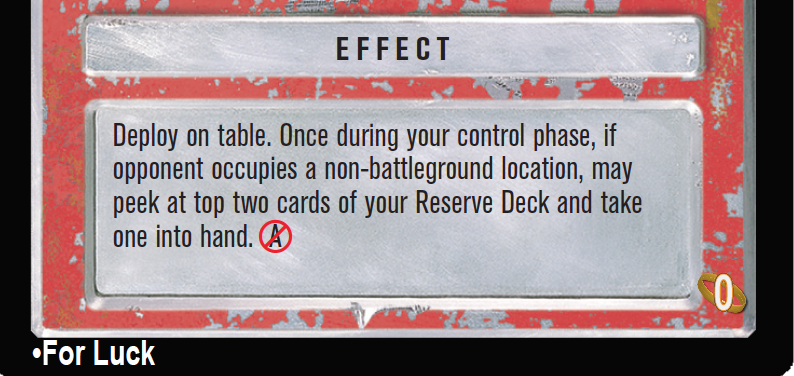 EFFECT
Deploy on table. Once during your control phase, if
opponent occupies a non-battleground location, may
peek at top two cards of your Reserve Deck and take
one into hand. A
0
•For Luck